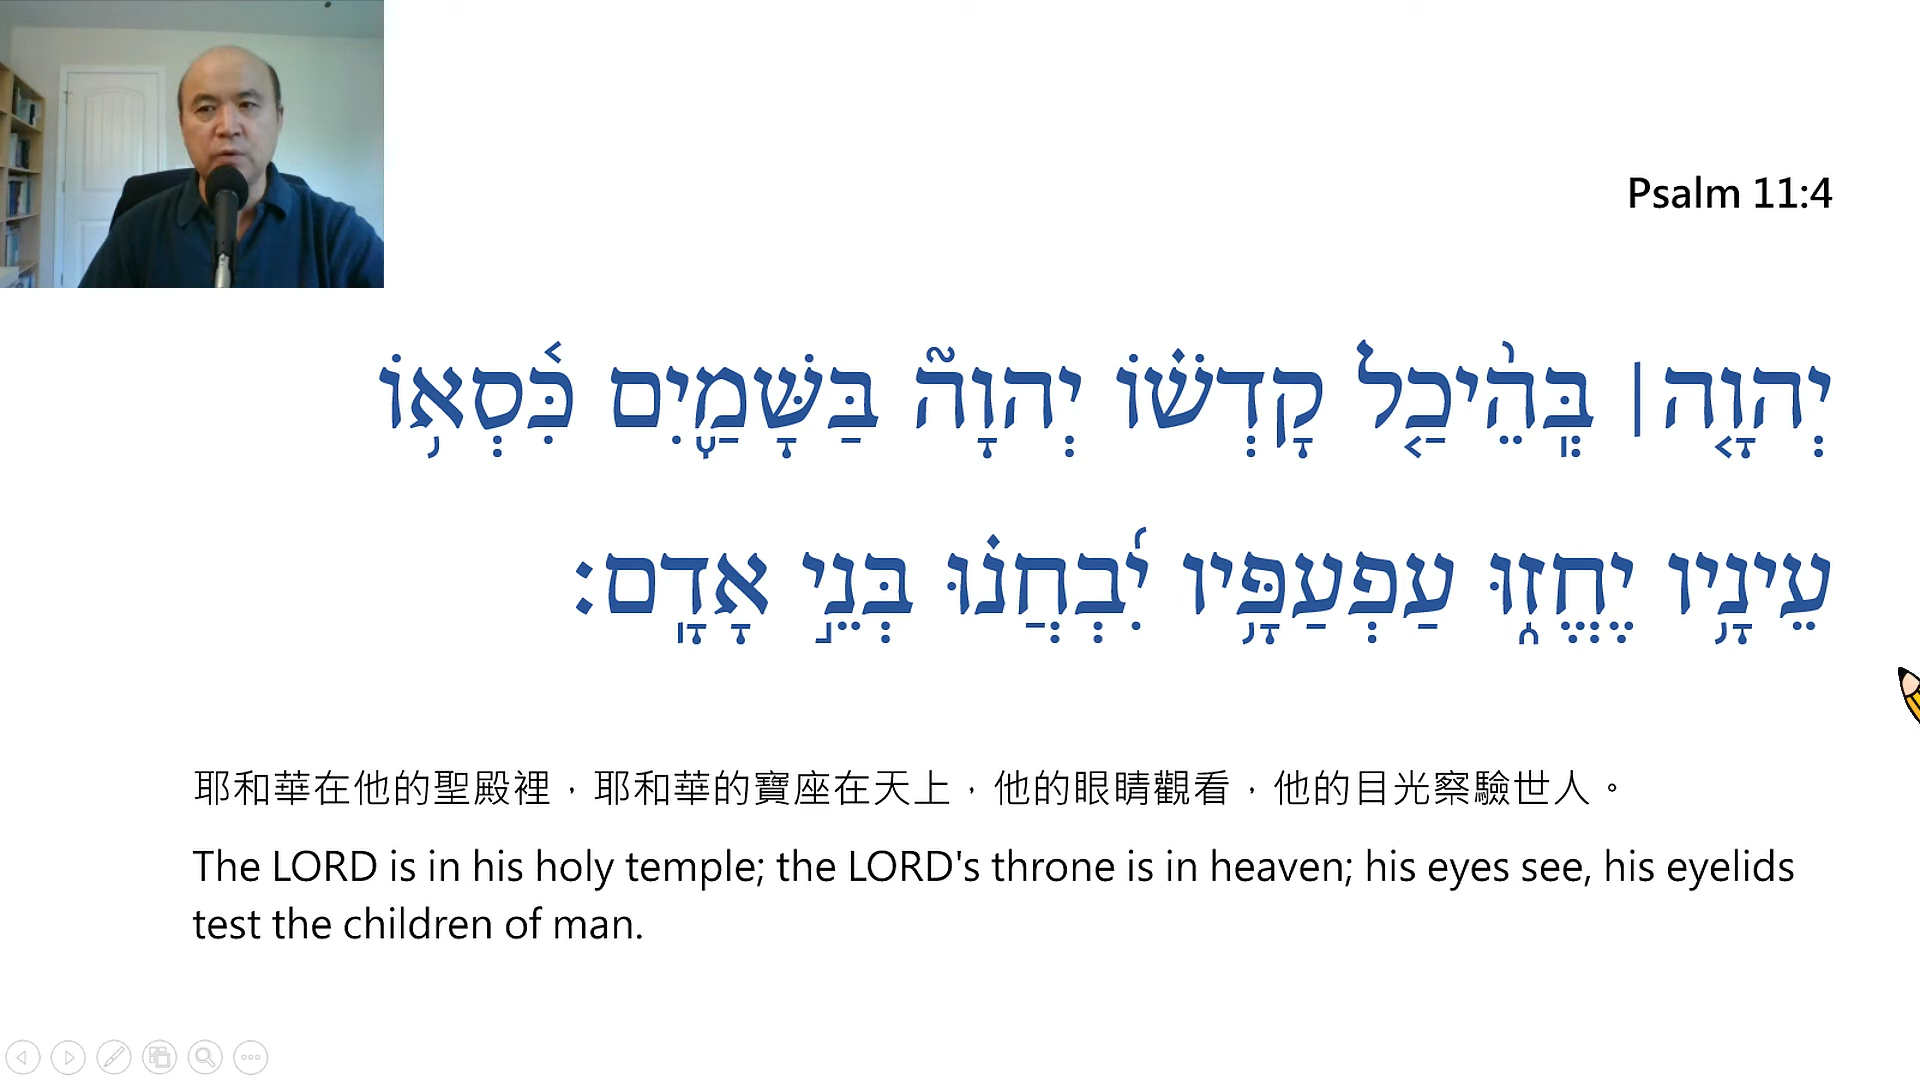 Psalm 11:4
יְהוָ֤ה׀ בְּֽהֵ֘יכַ֤ל קָדְשׁ֗וֹ יְהוָה֮ בַּשָּׁמַ֪יִם כִּ֫סְא֥וֹ
עֵינָ֥יו יֶחֱז֑וּ עַפְעַפָּ֥יו יִ֝בְחֲנ֗וּ בְּנֵ֣י אָדָֽם׃
耶和華在他的聖殿裡，耶和華的寶座在天上，他的眼睛觀看，他的目光察驗世人。
The LORD is in his holy temple; the LORD's throne is in heaven; his eyes see, his eyelids
test the children of man.